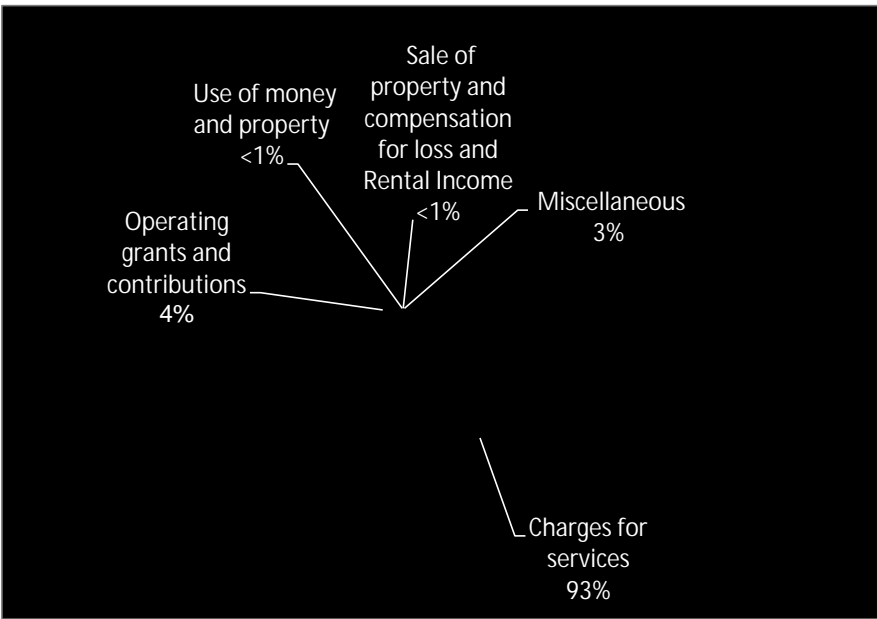 Sale of
property and
compensation
for loss and
Rental Income
<1%
Use of money
and property
<1%
Miscellaneous
3%
Operating
grants and
contributions
4%
Charges for
services
93%